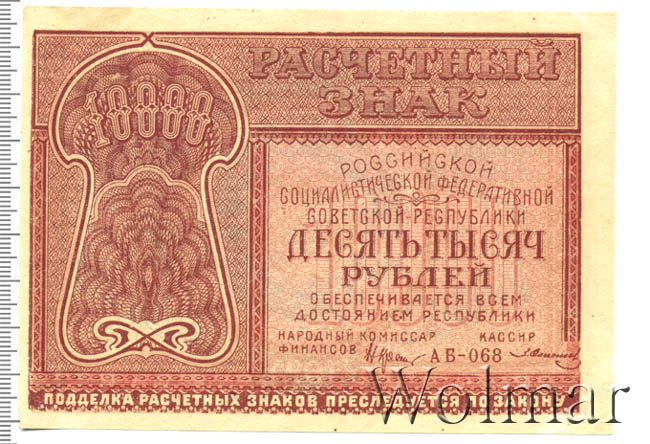 10000
РАСЧЕТНЫЙ
ЗНАК
РОССИЙСКОЙ
СОЦИАЛИСТИЧЕСКОЙ ФЕДЕРАТИВНОЙ
СОВЕТСКОЙ РЕСПУБЛИКИ
ДЕСЯТЬ ТЫСЯЧ
РУБЛЕЙ
ОБЕСПЕЧИВАЕТСЯ ВСЕМ
ДОСТОЯНИЕМ РЕСПУБЛИКИ
НАРОДНЫЙ КОМИССАР КАССИР
ФИНАНСОВ АБ-068
ПОДДЕЛКА РАСЧЕТНЫХ ЗНАКОВ ПРЕСЛЕДУЕТСЯ ПО ЗАКОНУ
Wolmar